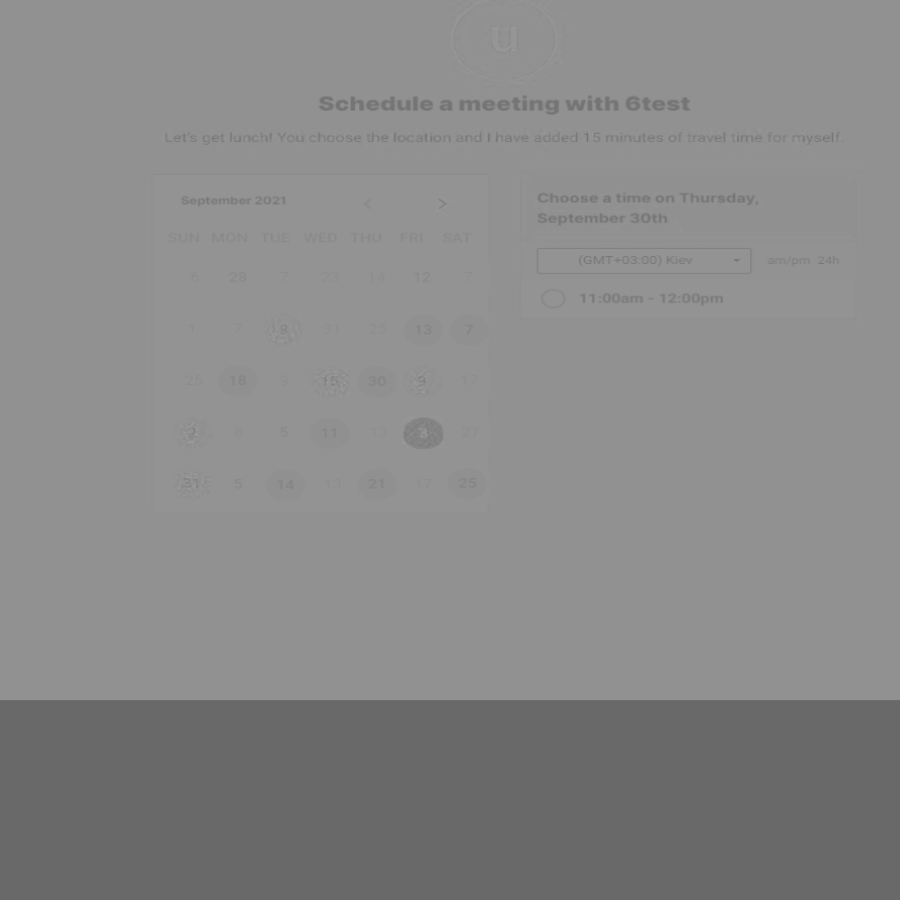 u
Schedule a meeting with 6test
Let's get lunch! You choose the location and I have added 15 minutes of travel time for myself.
September 2021 < >
SUN MON TUE WED THU FRI SAT
6 28 7 23 14 12 7
1 7 8 31 23 13 7
25 18 9 15 30 9 17
2 6 5 11 13 3 27
31 5 14 13 21 17 25
Choose a time on Thursday,
September 30th
(GMT+03:00) Kiev am/pm 24h
11:00am - 12:00pm